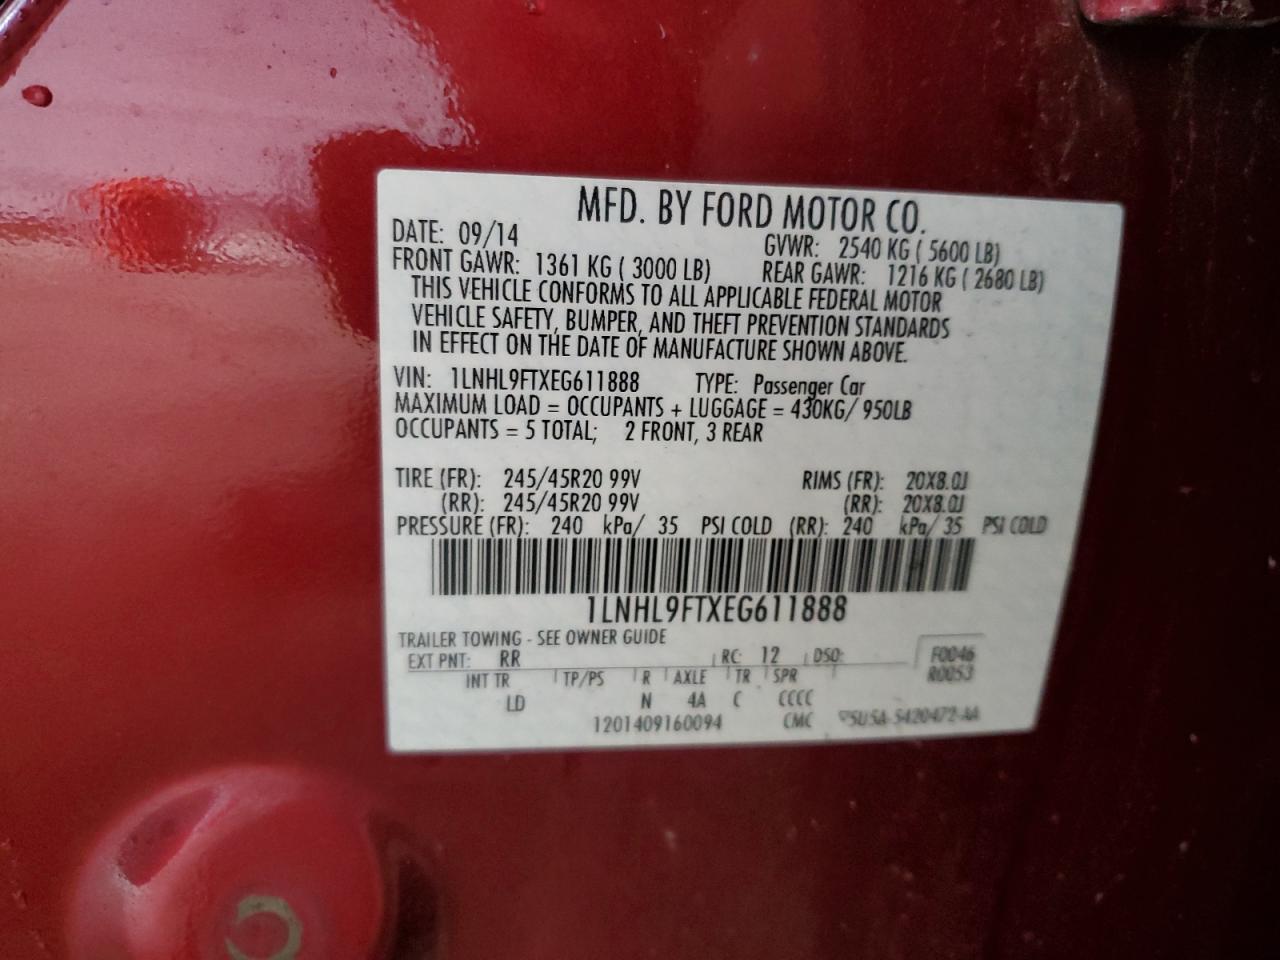 MFD. BY FORD MOTOR CO.
DATE: 09/14 GVWR: 2540 KG ( 5600 LB)
FRONT GAWR: 1361 KG ( 3000 LB) REAR GAWR: 1216 KG ( 2680 LB)
THIS VEHICLE CONFORMS TO ALL APPLICABLE FEDERAL MOTOR
VEHICLE SAFETY, BUMPER, AND THEFT PREVENTION STANDARDS
IN EFFECT ON THE DATE OF MANUFACTURE SHOWN ABOVE.
VIN: 1LNHL9FTXEG611888 TYPE: Passenger Car
MAXIMUM LOAD = OCCUPANTS + LUGGAGE = 430KG/ 950LB
OCCUPANTS = 5 TOTAL; 2 FRONT, 3 REAR
TIRE (FR): 245/45R20 99V RIMS (FR): 20X8.0J
(RR): 245/45R20 99V (RR): 20X8.0J
PRESSURE (FR): 240 kPa/ 35 PSI COLD (RR): 240 kPa/ 35 PSI COLD
1LNHL9FTXEG611888
TRAILER TOWING - SEE OWNER GUIDE
EXT PNT: RR RC: 12 DSO: F0046
INT TR TP/PS R AXLE TR SPR R0053
LD N 4A C CCCC
1201409160094 CMC 5U5A-5420472-AA